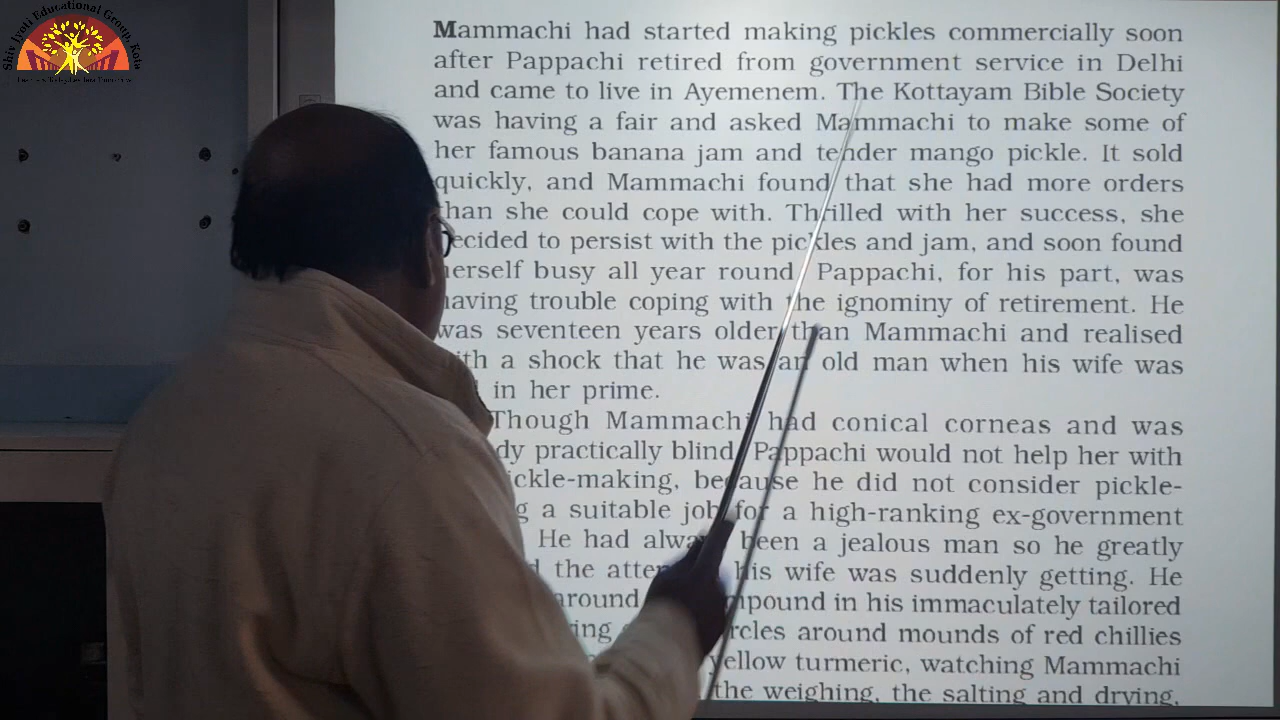 Shiv Jyoti Educational Group, Kota
Mammachi had started making pickles commercially soon
after Pappachi retired from government service in Delhi
and came to live in Ayemenem. The Kottayam Bible Society
was having a fair and asked Mammachi to make some of
her famous banana jam and tender mango pickle. It sold
quickly, and Mammachi found that she had more orders
han she could cope with. Thrilled with her success, she
ecided to persist with the pickles and jam, and soon found
herself busy all year round. Pappachi, for his part, was
having trouble coping with the ignominy of retirement. He
was seventeen years older than Mammachi and realised
ith a shock that he was an old man when his wife was
in her prime.
Though Mammachi had conical corneas and was
dy practically blind, Pappachi would not help her with
ickle-making, because he did not consider pickle-
g a suitable job for a high-ranking ex-government
He had always been a jealous man so he greatly
d the atten his wife was suddenly getting. He
around mpound in his immaculately tailored
ing rcles around mounds of red chillies
yellow turmeric, watching Mammachi
the weighing, the salting and drying,